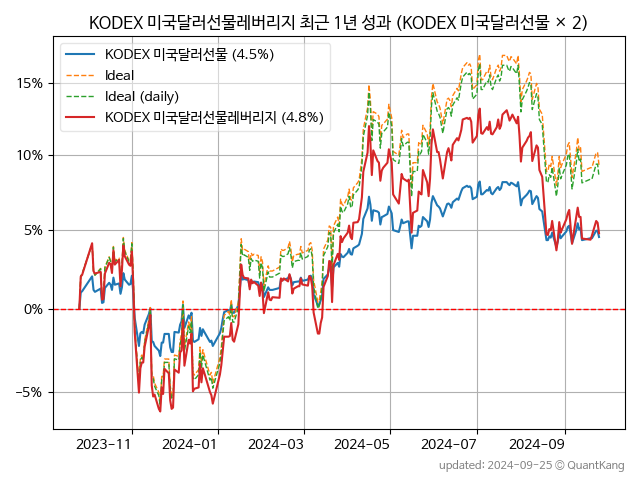 KODEX 미국달러선물레버리지 최근 1년 성과 (KODEX 미국달러선물 × 2)
KODEX 미국달러선물 (4.5%)
Ideal
Ideal (daily)
KODEX 미국달러선물레버리지 (4.8%)
15%
10%
5%
0%
−5%
2023-11
2024-01
2024-03
2024-05
2024-07
2024-09
updated: 2024-09-25 © QuantKang